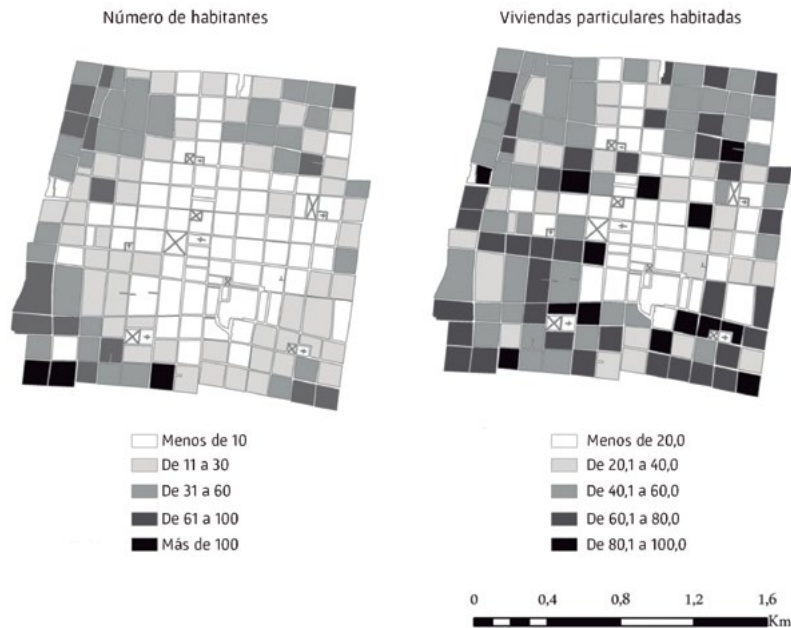 Número de habitantes
Viviendas particulares habitadas
Menos de 10
De 11 a 30
De 31 a 60
De 61 a 100
Más de 100
Menos de 20,0
De 20,1 a 40,0
De 40,1 a 60,0
De 60,1 a 80,0
De 80,1 a 100,0
0 0,4 0,8 1,2 1,6
Km